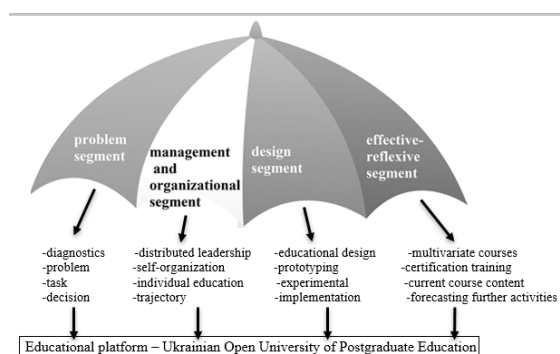 problem
segment
management
and
organizational
segment
design
segment
effective-
reflexive
segment
-diagnostics
-problem
-task
-decision
-distributed leadership
-self-organization
-individual education
-trajectory
-educational design
-prototyping
-experimental
-implementation
-multivariate courses
-certification training
-current course content
-forecasting further activities
Educational platform – Ukrainian Open University of Postgraduate Education